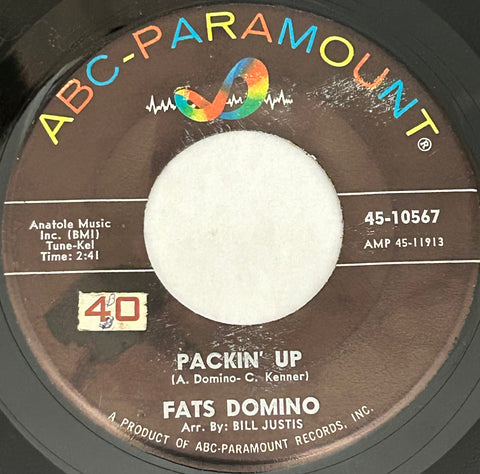 ABC-PARAMOUNT®
Anatole Music
Inc. (BMI)
Tune-Kel
Time: 2:41
45-10567
AMP 45-11913
40
PACKIN' UP
(A. Domino- C. Kenner)
FATS DOMINO
Arr. By: BILL JUSTIS
A PRODUCT OF ABC-PARAMOUNT RECORDS, INC.